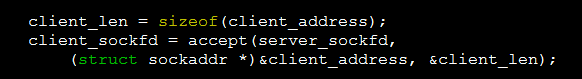 client_len = sizeof(client_address);
client_sockfd = accept(server_sockfd,
(struct sockaddr *)&client_address, &client_len);